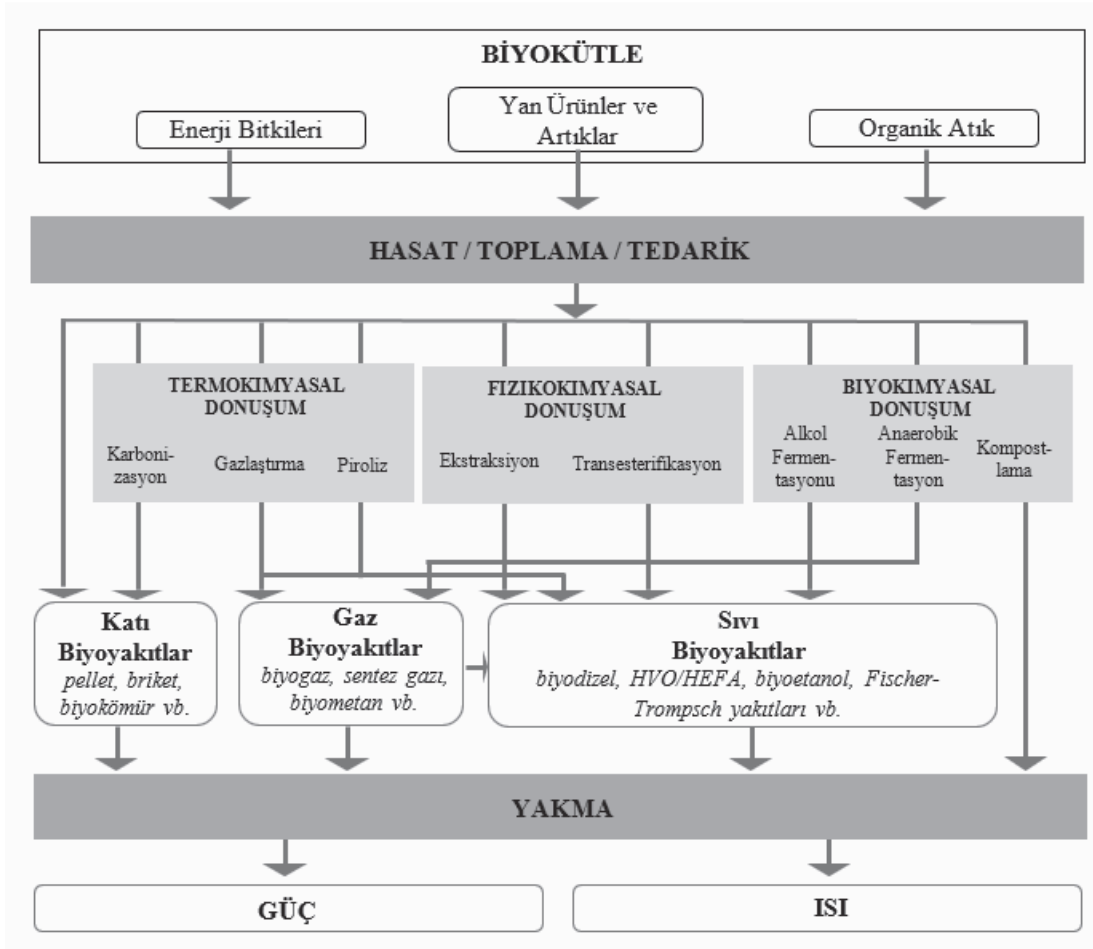 BİYOKÜTLE
Enerji Bitkileri
Yan Ürünler ve
Artıklar
Organik Atık
HASAT / TOPLAMA / TEDARİK
TERMOKIMYASAL
DONUŞUM
Karboni-
zasyon
Gazlaştırma
Piroliz
FIZIKOKIMYASAL
DONUŞUM
Ekstraksiyon
Transesterifikasyon
BIYOKIMYASAL
DONUŞUM
Alkol
Fermen-
tasyonu
Anaerobik
Fermen-
tasyon
Kompost-
lama
Katı
Biyoyakıtlar
pellet, briket,
biyokömür vb.
Gaz
Biyoyakıtlar
biyogaz, sentez gazı,
biyometan vb.
Sıvı
Biyoyakıtlar
biyodizel, HVO/HEFA, biyoetanol, Fischer-
Trompsch yakıtları vb.
YAKMA
GÜÇ
ISI